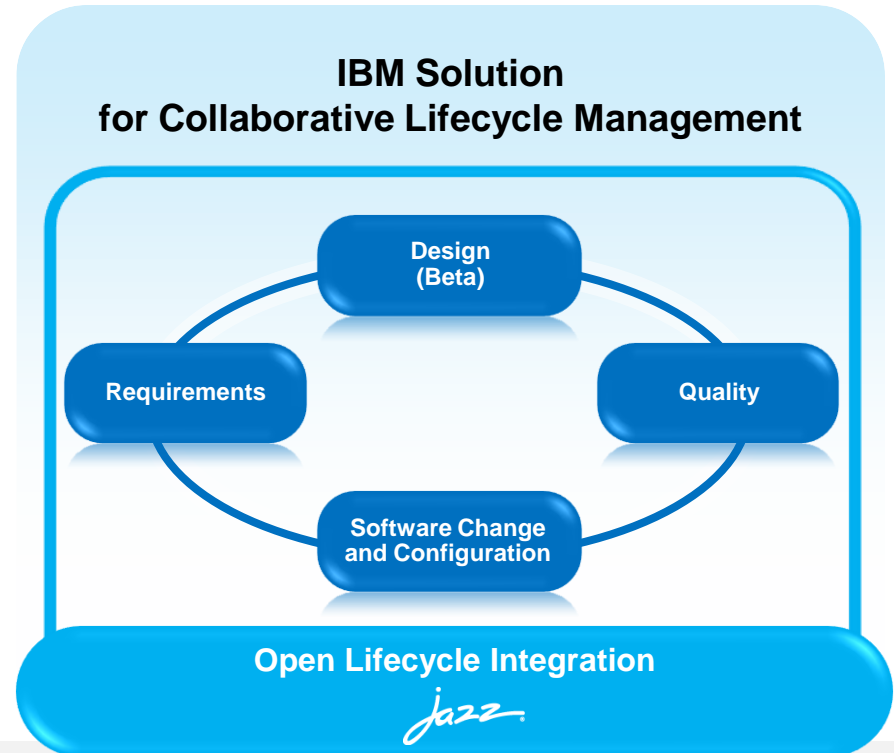 IBM Solution
for Collaborative Lifecycle Management
Design
(Beta)
Requirements
Quality
Software Change
and Configuration
Open Lifecycle Integration
jazz